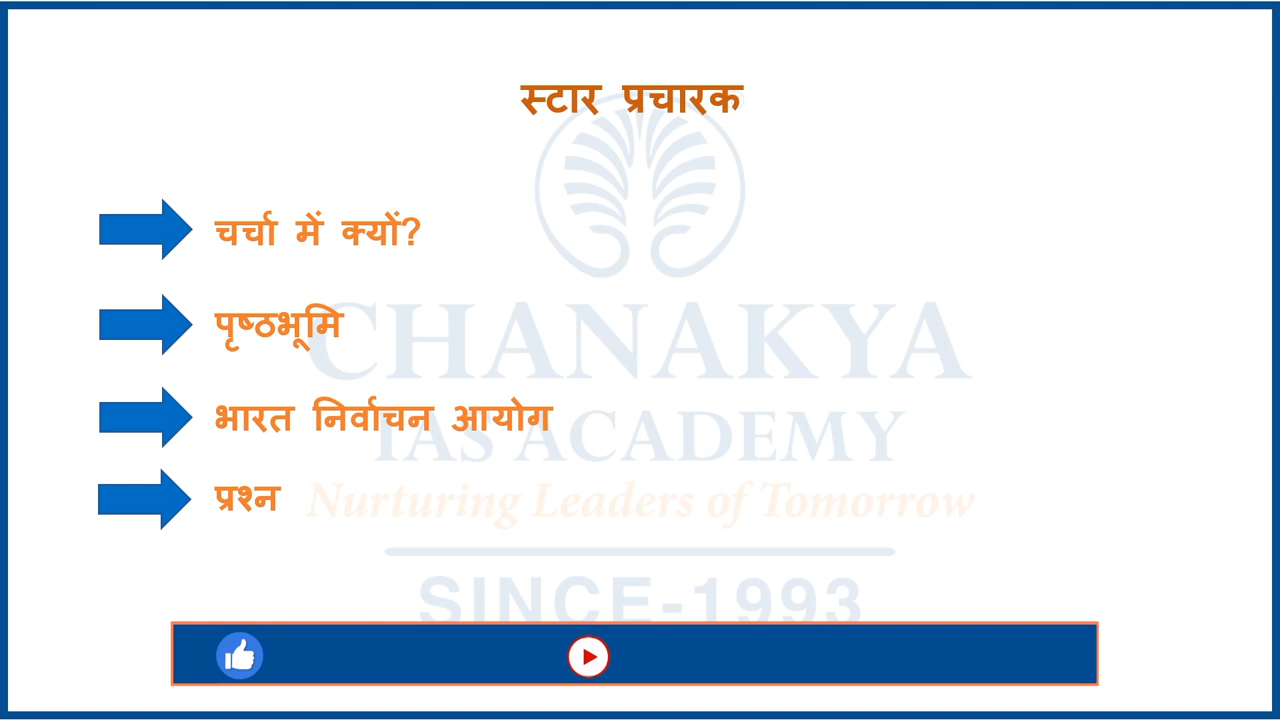 स्टार प्रचारक
चर्चा में क्यों?
पृष्ठभूमि
भारत निर्वाचन आयोग
प्रश्न
CHANAKYA
IAS ACADEMY
Nurturing Leaders of Tomorrow
SINCE-1993